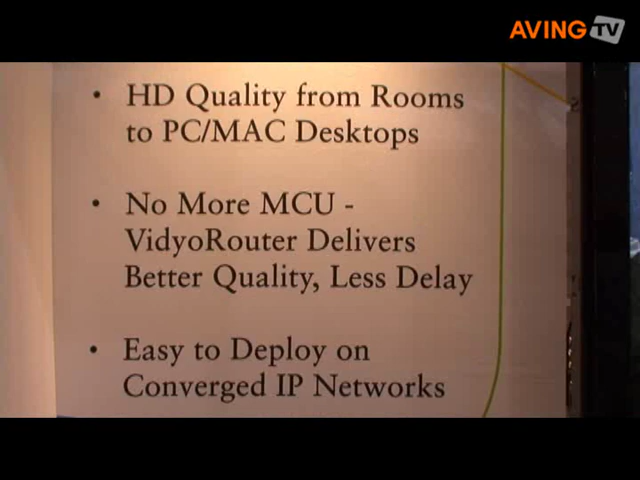 AVING TV
• HD Quality from Rooms
to PC/MAC Desktops
• No More MCU -
VidyoRouter Delivers
Better Quality, Less Delay
• Easy to Deploy on
Converged IP Networks